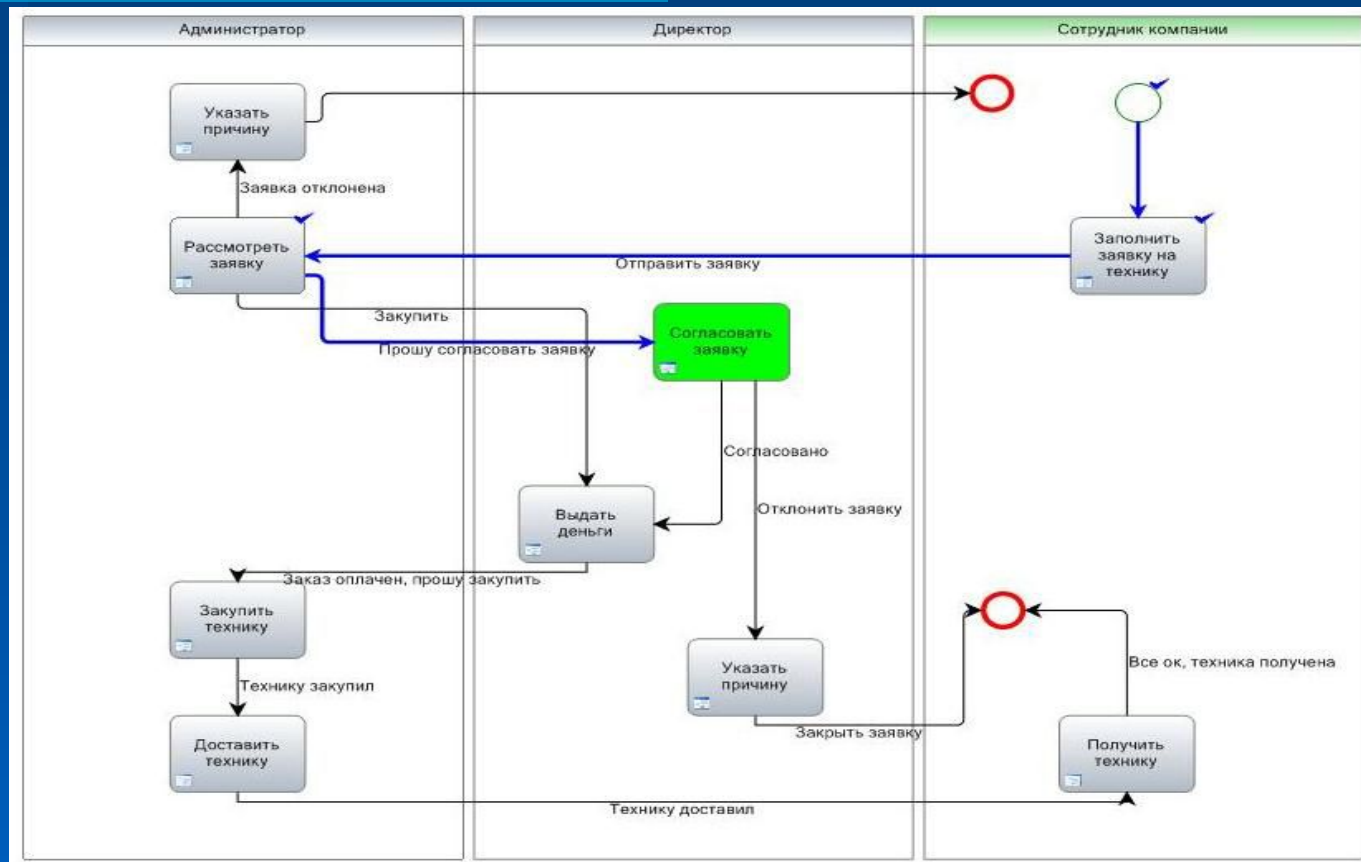 Администратор
Директор
Сотрудник компании
Указать
причину
Заявка отклонена
Рассмотреть
заявку
Отправить заявку
Заполнить
заявку на
технику
Закупить
Прошу согласовать заявку
Согласовать
заявку
Согласовано
Отклонить заявку
Выдать
деньги
Заказ оплачен, прошу закупить
Закупить
технику
Указать
причину
Все ок, техника получена
Технику закупил
Закрыть заявку
Доставить
технику
Получить
технику
Технику доставил